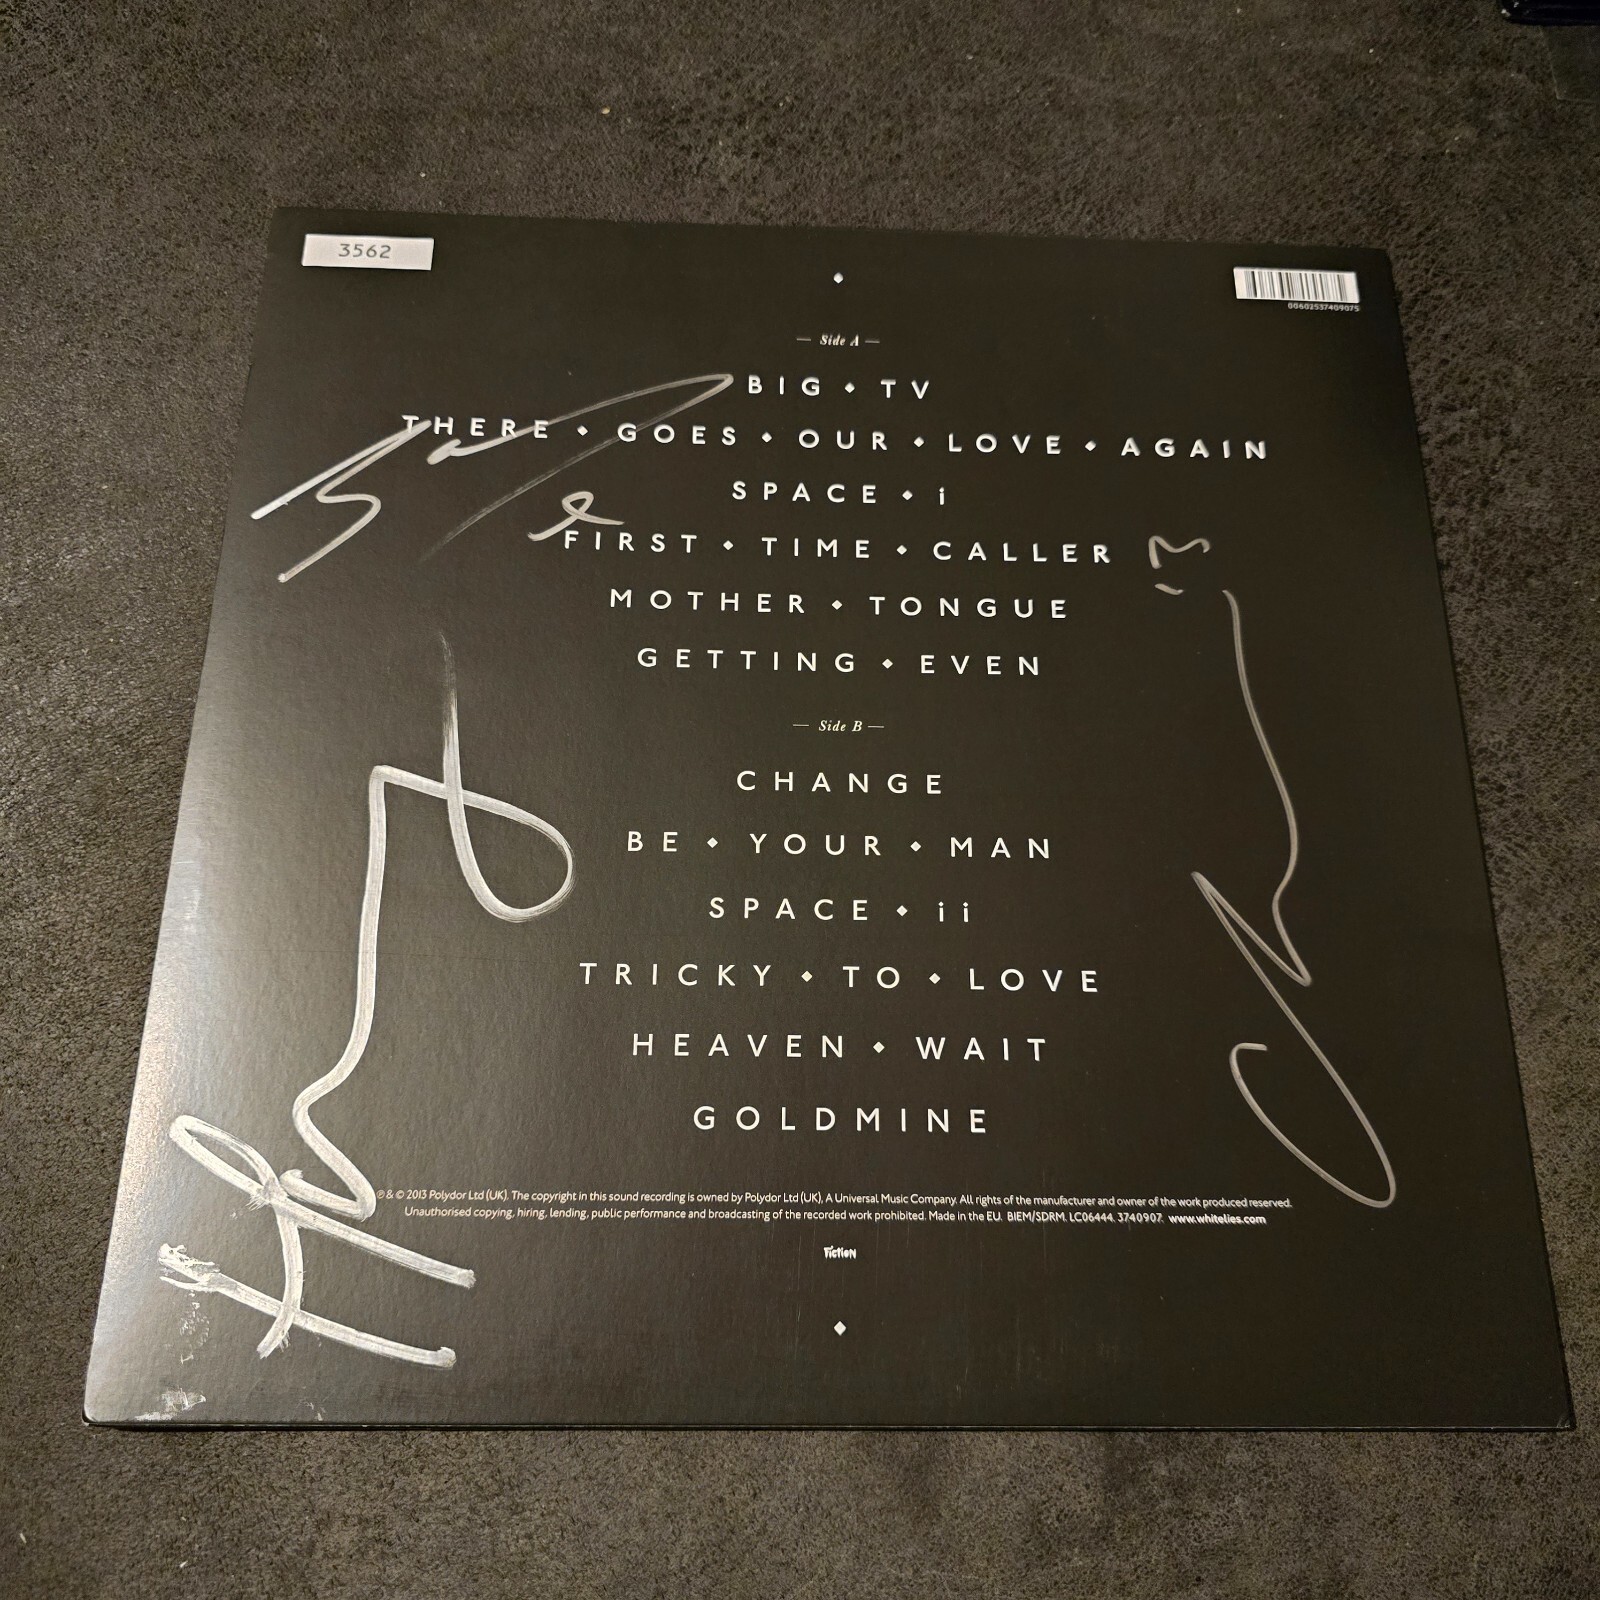 3562
00602537409075
— Side A —
BIG ⬥ TV
THERE ⬥ GOES ⬥ OUR ⬥ LOVE ⬥ AGAIN
SPACE ⬥ i
FIRST ⬥ TIME ⬥ CALLER
MOTHER ⬥ TONGUE
GETTING ⬥ EVEN
— Side B —
CHANGE
BE ⬥ YOUR ⬥ MAN
SPACE ⬥ ii
TRICKY ⬥ TO ⬥ LOVE
HEAVEN ⬥ WAIT
GOLDMINE
℗ & © 2013 Polydor Ltd (UK). The copyright in this sound recording is owned by Polydor Ltd (UK), A Universal Music Company. All rights of the manufacturer and owner of the work produced reserved.
Unauthorised copying, hiring, lending, public performance and broadcasting of the recorded work prohibited. Made in the EU. BIEM/SDRM. LC06444. 3740907. www.whitelies.com
Fiction